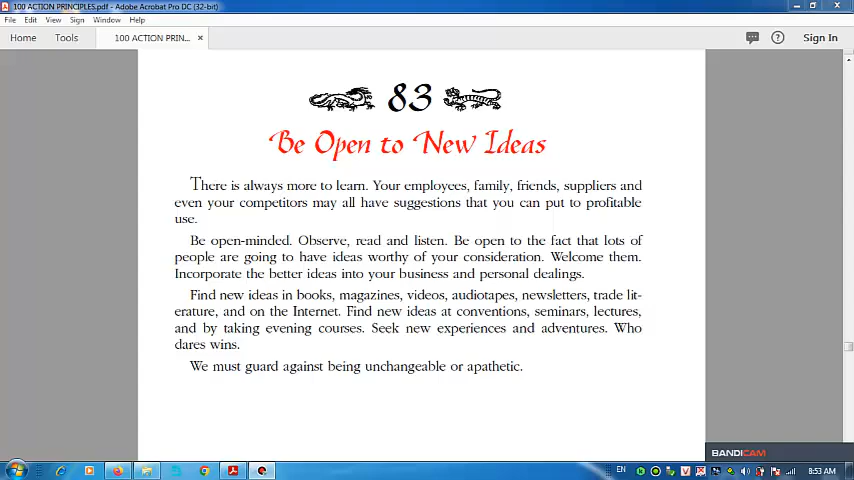 100 ACTION PRINCIPLES.pdf - Adobe Acrobat Pro DC (32-bit)
File Edit View Sign Window Help
Home Tools 100 ACTION PRIN... × Sign In
83
Be Open to New Ideas
There is always more to learn. Your employees, family, friends, suppliers and
even your competitors may all have suggestions that you can put to profitable
use.
Be open-minded. Observe, read and listen. Be open to the fact that lots of
people are going to have ideas worthy of your consideration. Welcome them.
Incorporate the better ideas into your business and personal dealings.
Find new ideas in books, magazines, videos, audiotapes, newsletters, trade lit-
erature, and on the Internet. Find new ideas at conventions, seminars, lectures,
and by taking evening courses. Seek new experiences and adventures. Who
dares wins.
We must guard against being unchangeable or apathetic.
BANDICAM
EN 8:53 AM